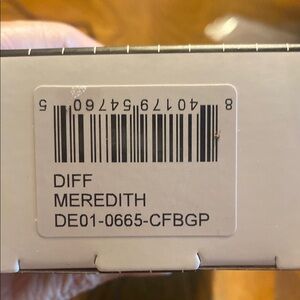 8 40179 54760 5
DIFF
MEREDITH
DE01-0665-CFBGP